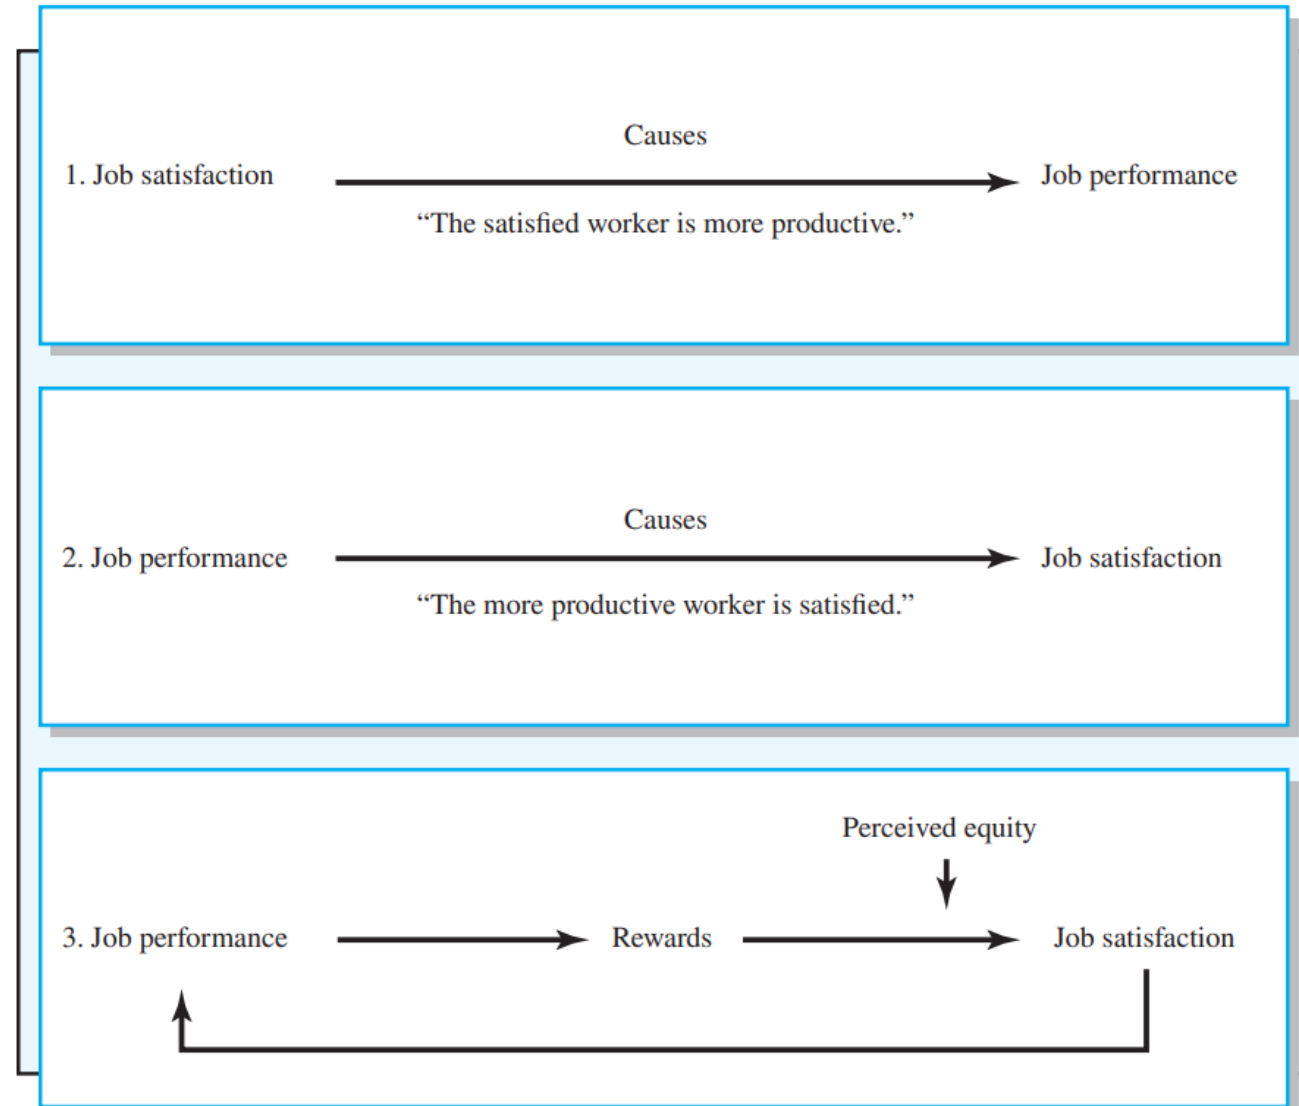 Causes
1. Job satisfaction
Job performance
“The satisfied worker is more productive.”
Causes
2. Job performance
Job satisfaction
“The more productive worker is satisfied.”
Perceived equity
3. Job performance
Rewards
Job satisfaction